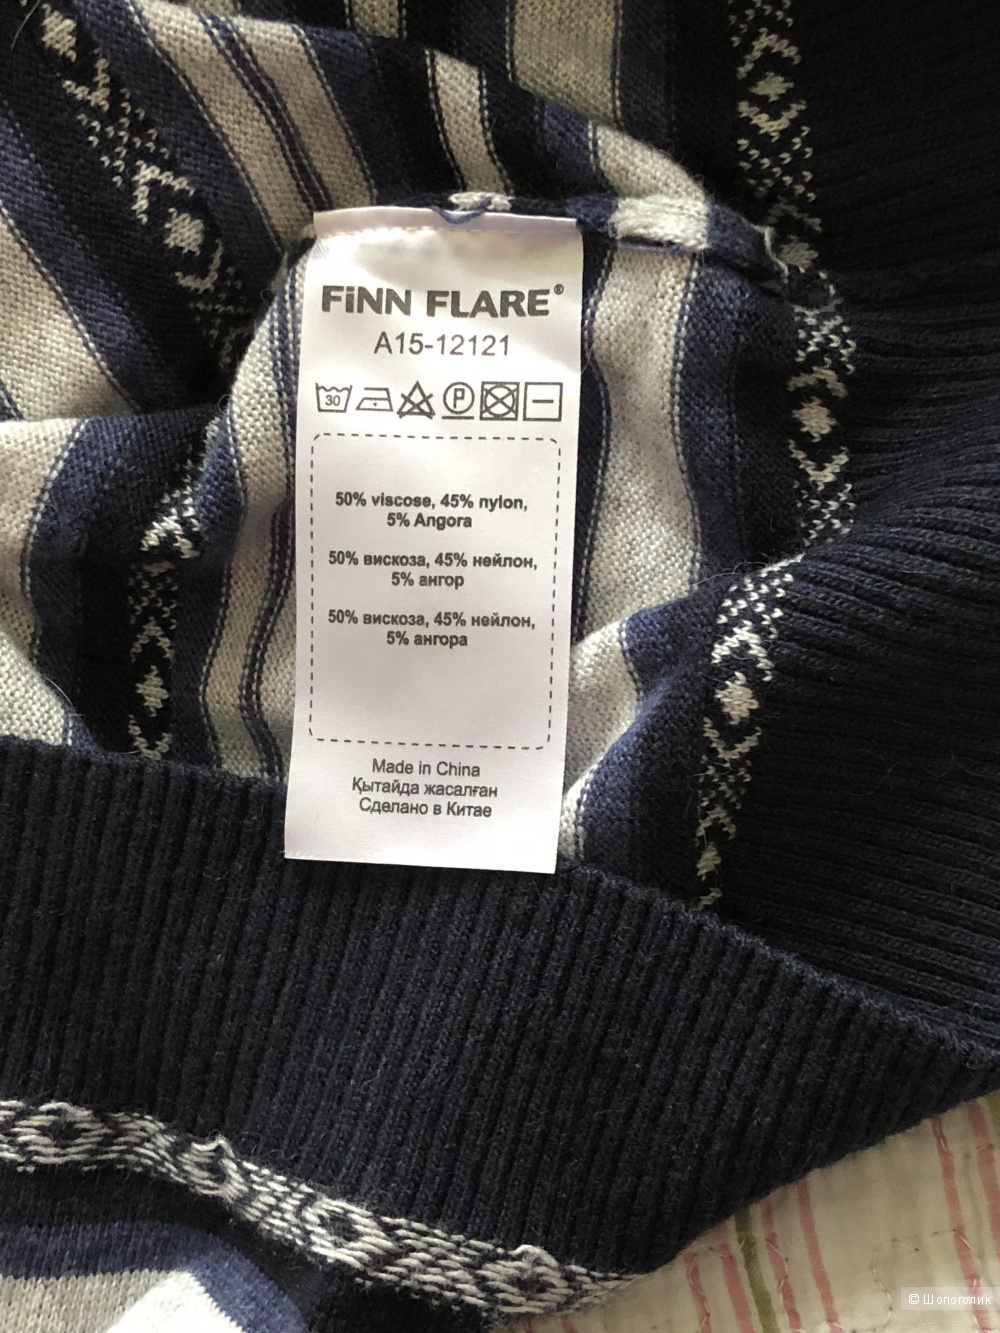 FiNN FLARE®
A15-12121
30 P
50% viscose, 45% nylon,
5% Angora
50% вискоза, 45% нейлон,
5% ангор
50% вискоза, 45% нейлон,
5% ангора
Made in China
Қытайда жасалған
Сделано в Китае
© Шопоголик